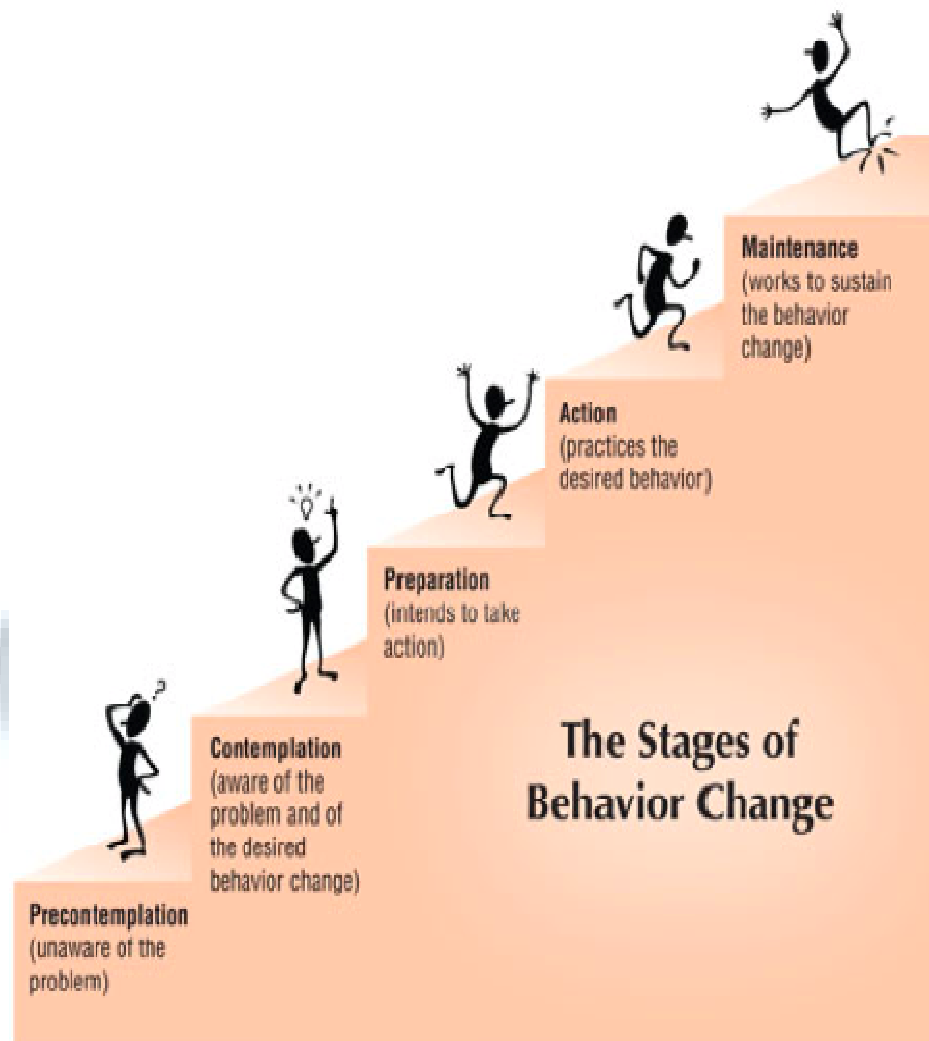 Maintenance
(works to sustain
the behavior
change)
Action
(practices the
desired behavior)
Preparation
(intends to take
action)
Contemplation
(aware of the
problem and of
the desired
behavior change)
Precontemplation
(unaware of the
problem)
The Stages of
Behavior Change
?